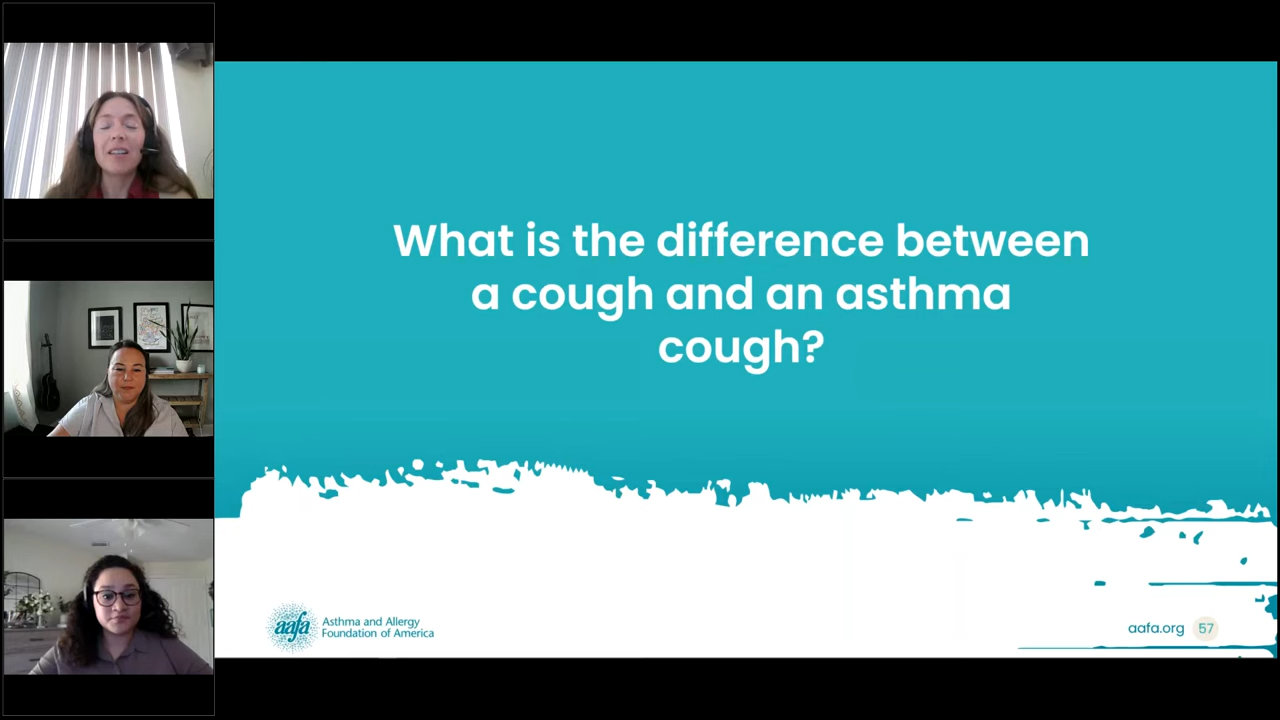 What is the difference between
a cough and an asthma
cough?
aafa
Asthma and Allergy
Foundation of America
aafa.org 57